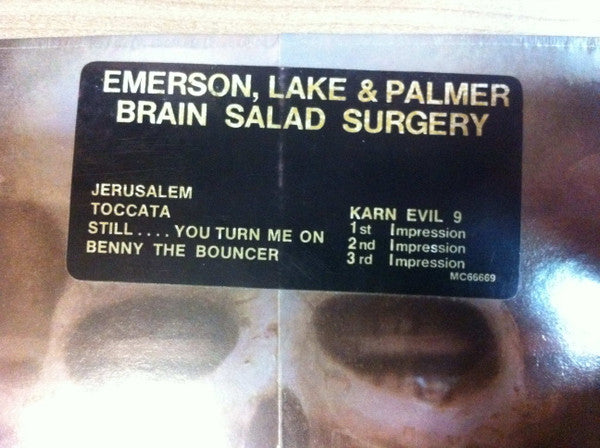 EMERSON, LAKE & PALMER
BRAIN SALAD SURGERY
JERUSALEM
TOCCATA
STILL....YOU TURN ME ON
BENNY THE BOUNCER
KARN EVIL 9
1st Impression
2nd Impression
3rd Impression
MC66669